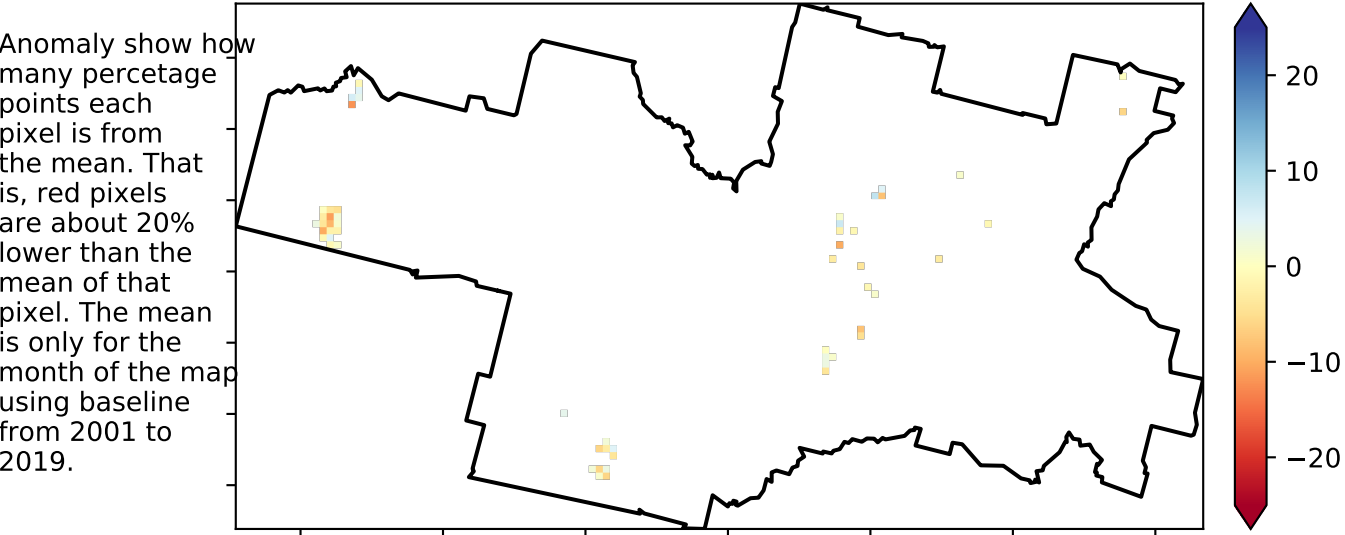 Anomaly show how
many percetage
points each
pixel is from
the mean. That
is, red pixels
are about 20%
lower than the
mean of that
pixel. The mean
is only for the
month of the map
using baseline
from 2001 to
2019.
20
10
0
−10
−20